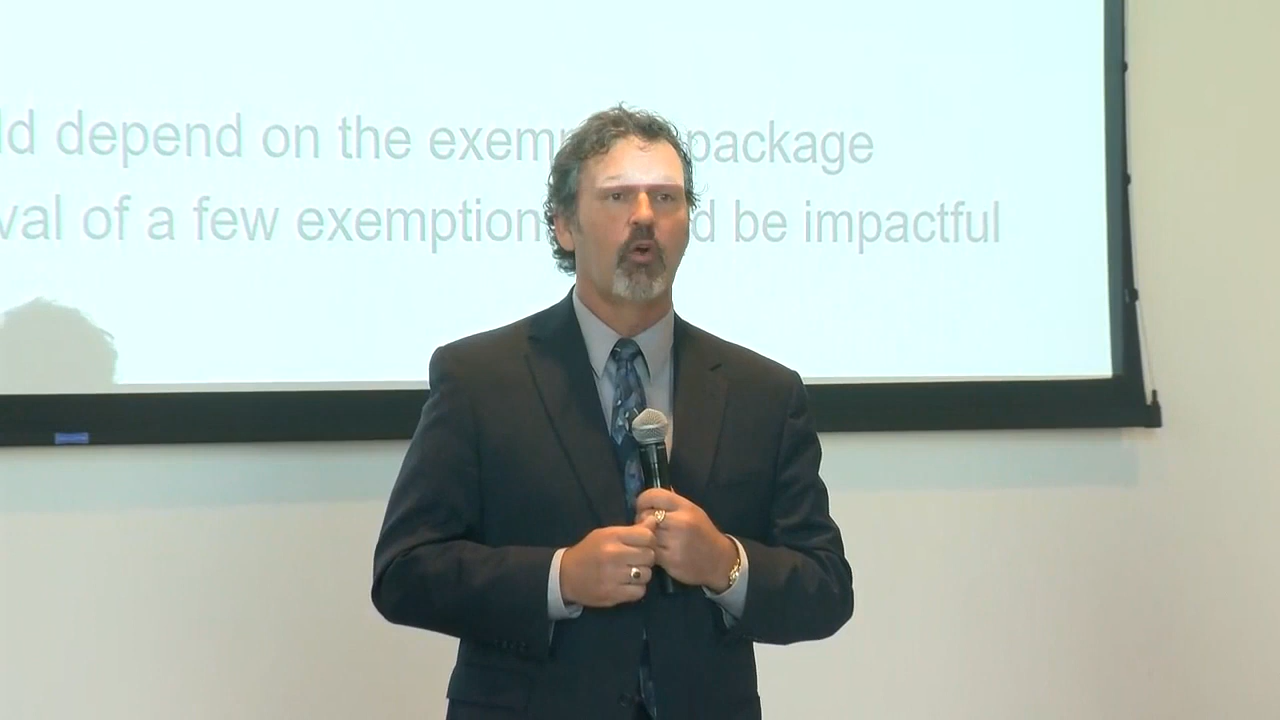 ld depend on the exem package
val of a few exemption d be impactful